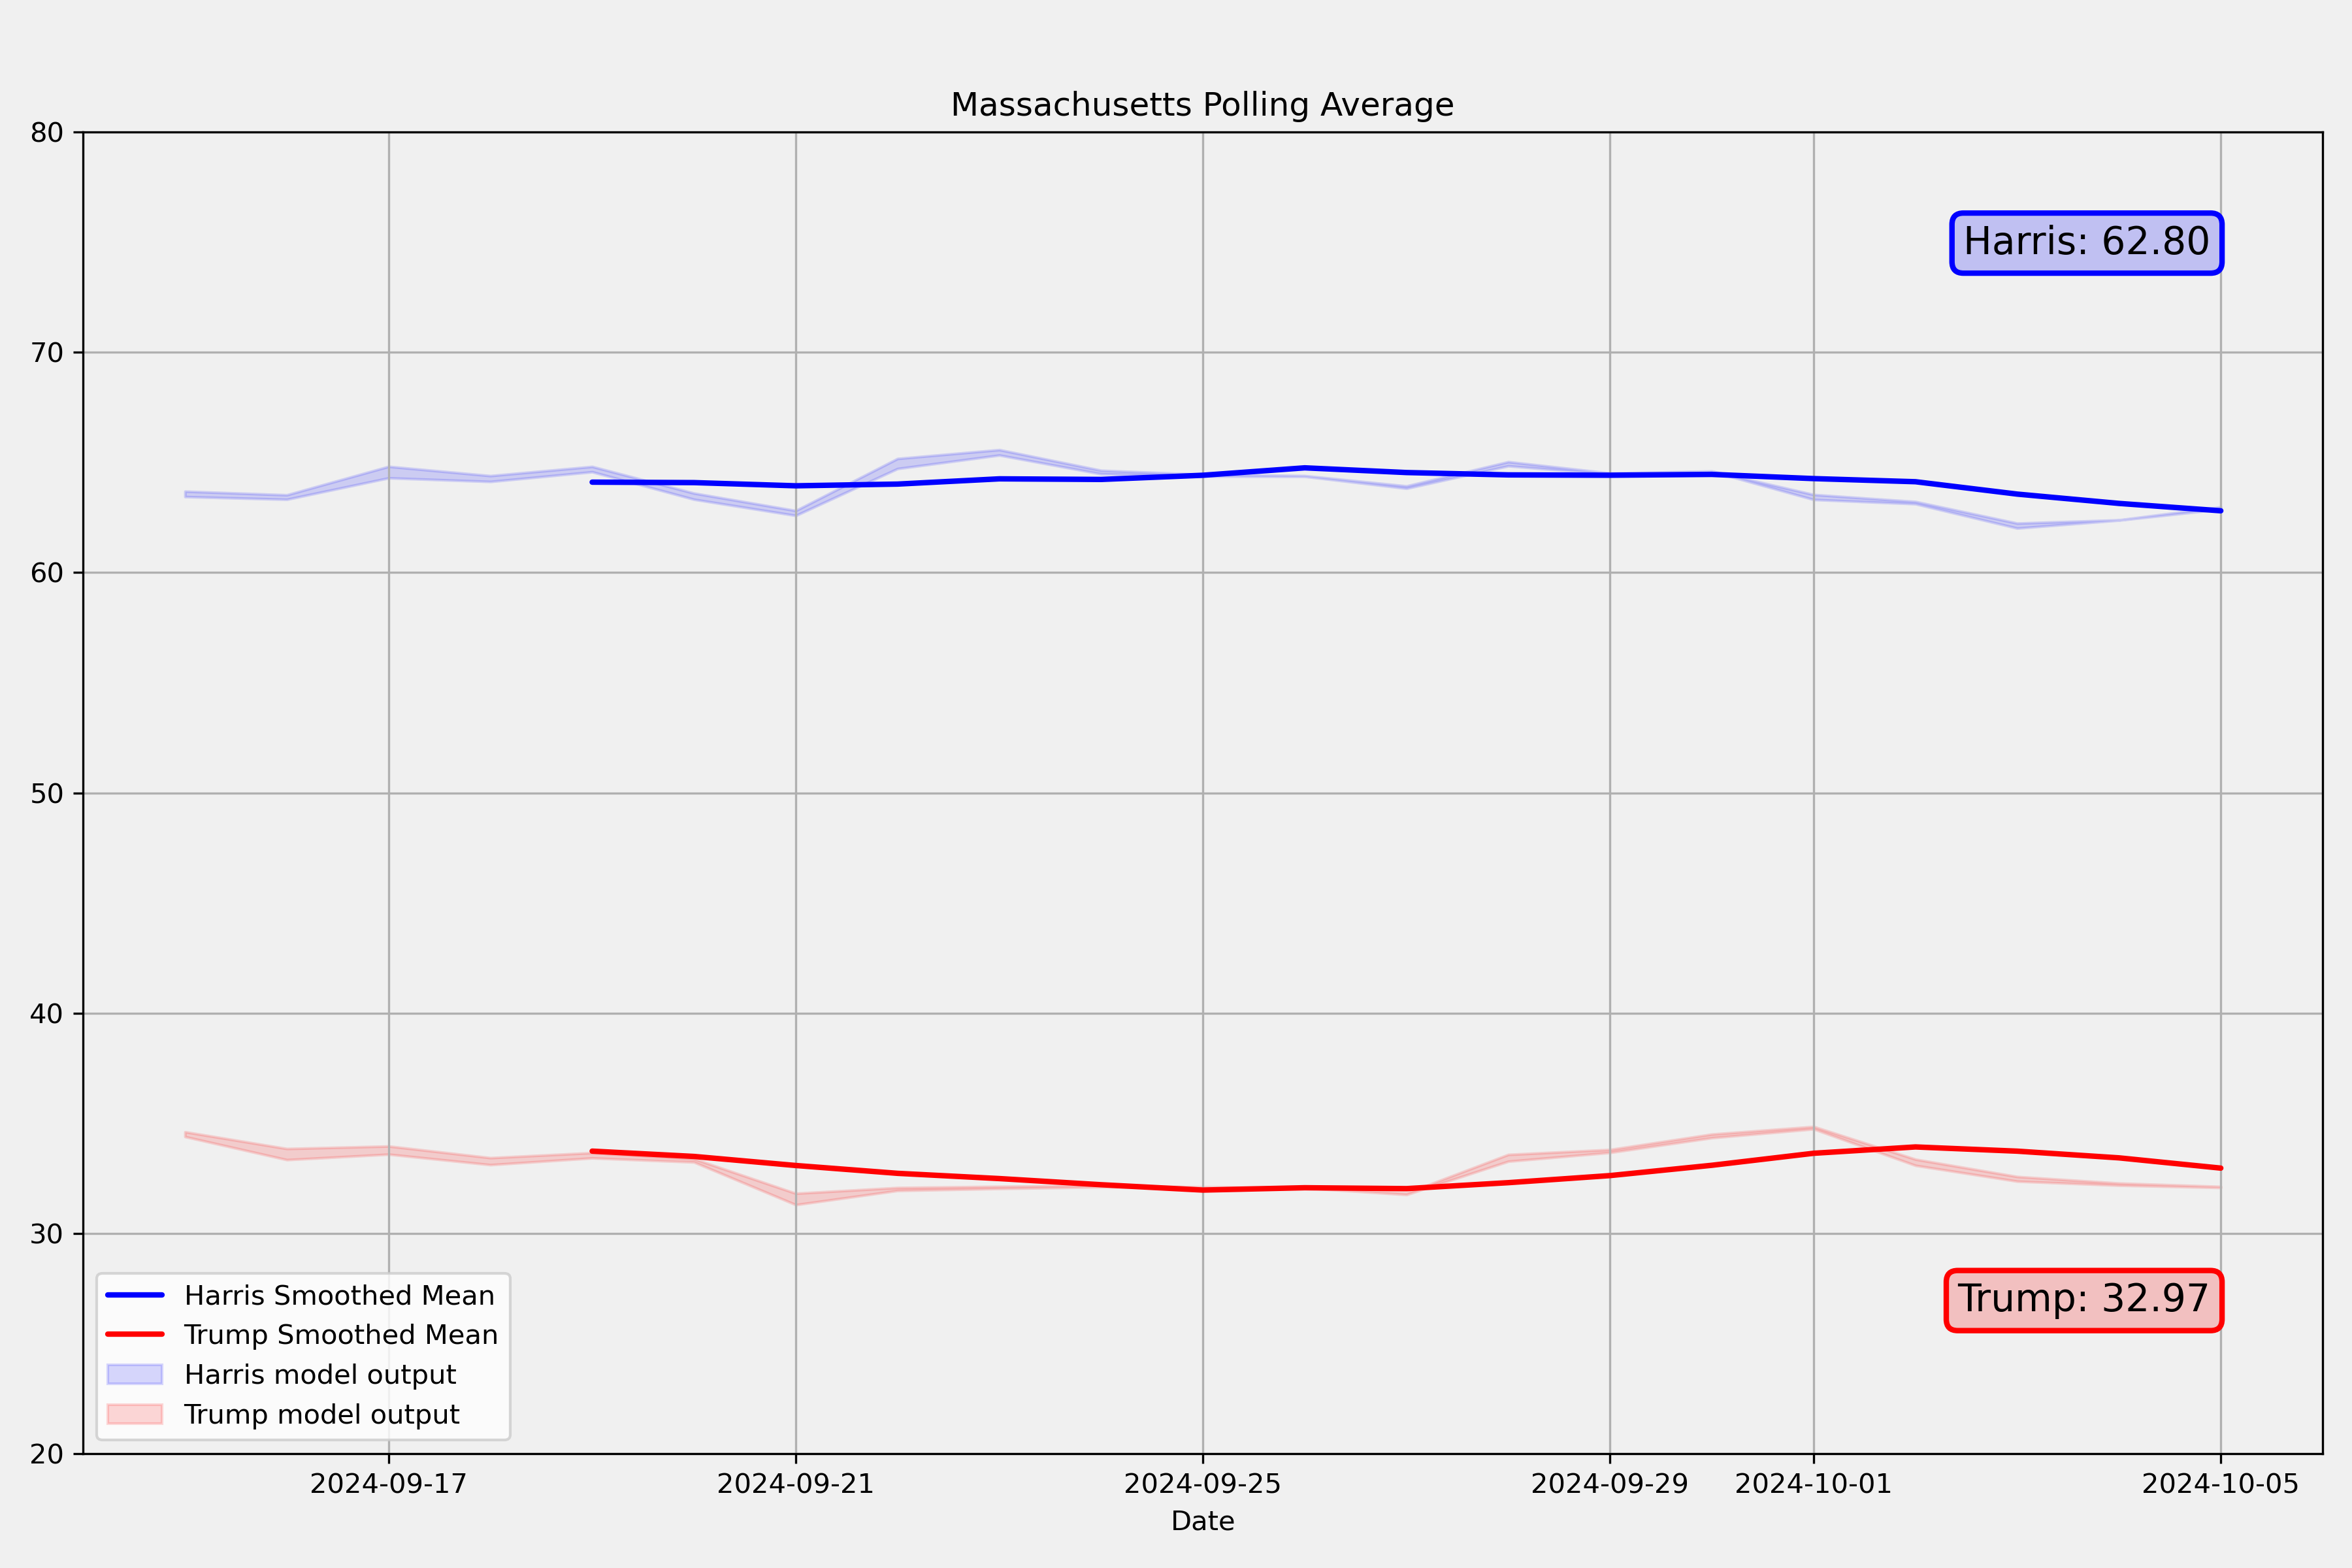 Massachusetts Polling Average
80
70
60
50
40
30
20
Harris: 62.80
Trump: 32.97
Harris Smoothed Mean
Trump Smoothed Mean
Harris model output
Trump model output
2024-09-17
2024-09-21
2024-09-25
2024-09-29
2024-10-01
2024-10-05
Date